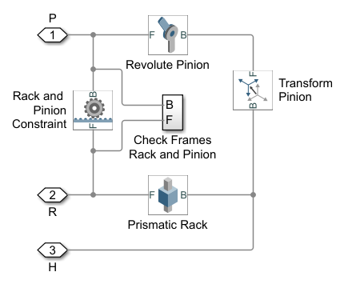 P
1
F
B
Revolute Pinion
F
B
Transform
Pinion
Rack and
Pinion
Constraint
B
F
B
F
Check Frames
Rack and Pinion
2
R
F
B
Prismatic Rack
3
H